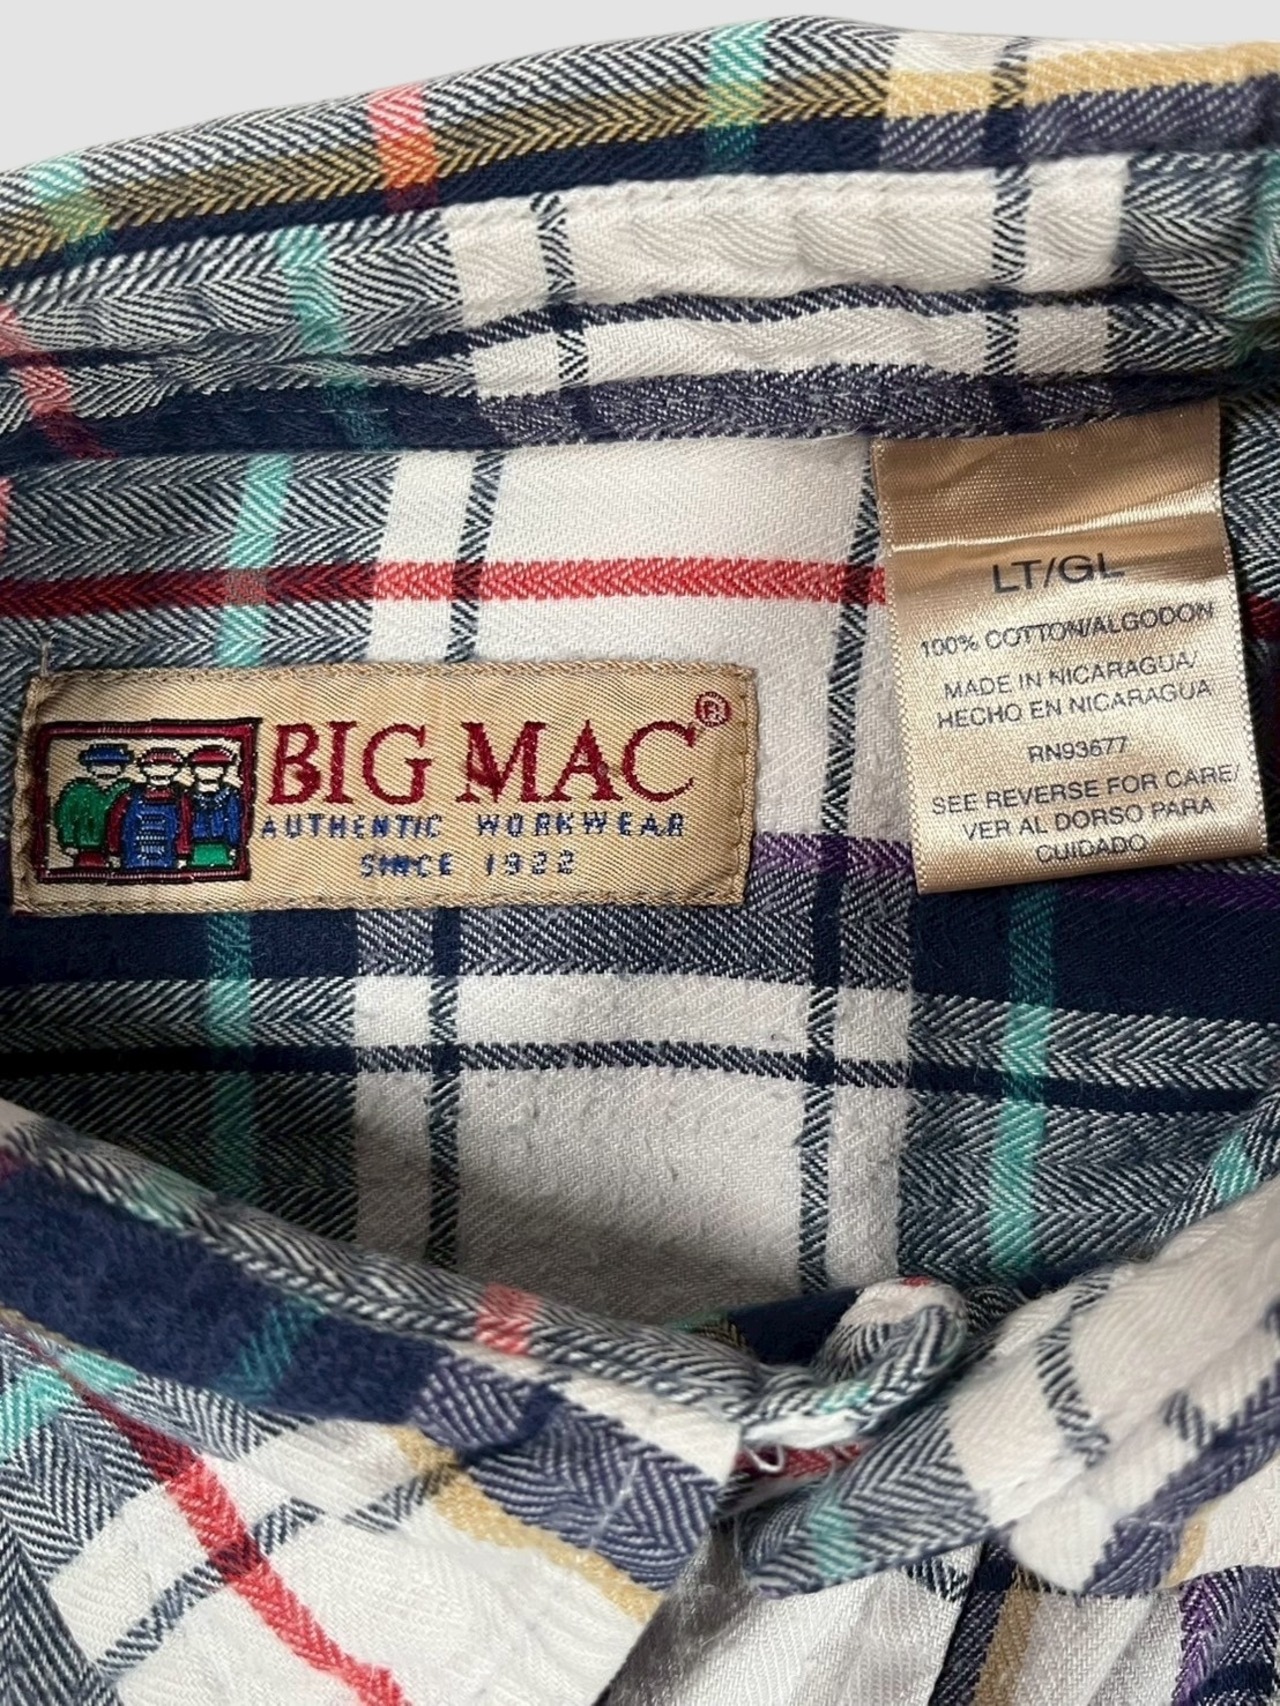 BIG MAC®
AUTHENTIC WORKWEAR
SINCE 1922
LT/GL
100% COTTON/ALGODON
MADE IN NICARAGUA/
HECHO EN NICARAGUA
RN93677
SEE REVERSE FOR CARE/
VER AL DORSO PARA
CUIDADO